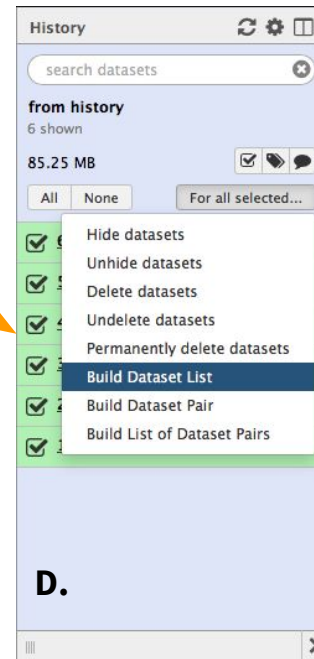 History
search datasets
from history
6 shown
85.25 MB
All None For all selected...
Hide datasets
Unhide datasets
Delete datasets
Undelete datasets
Permanently delete datasets
Build Dataset List
Build Dataset Pair
Build List of Dataset Pairs
D.